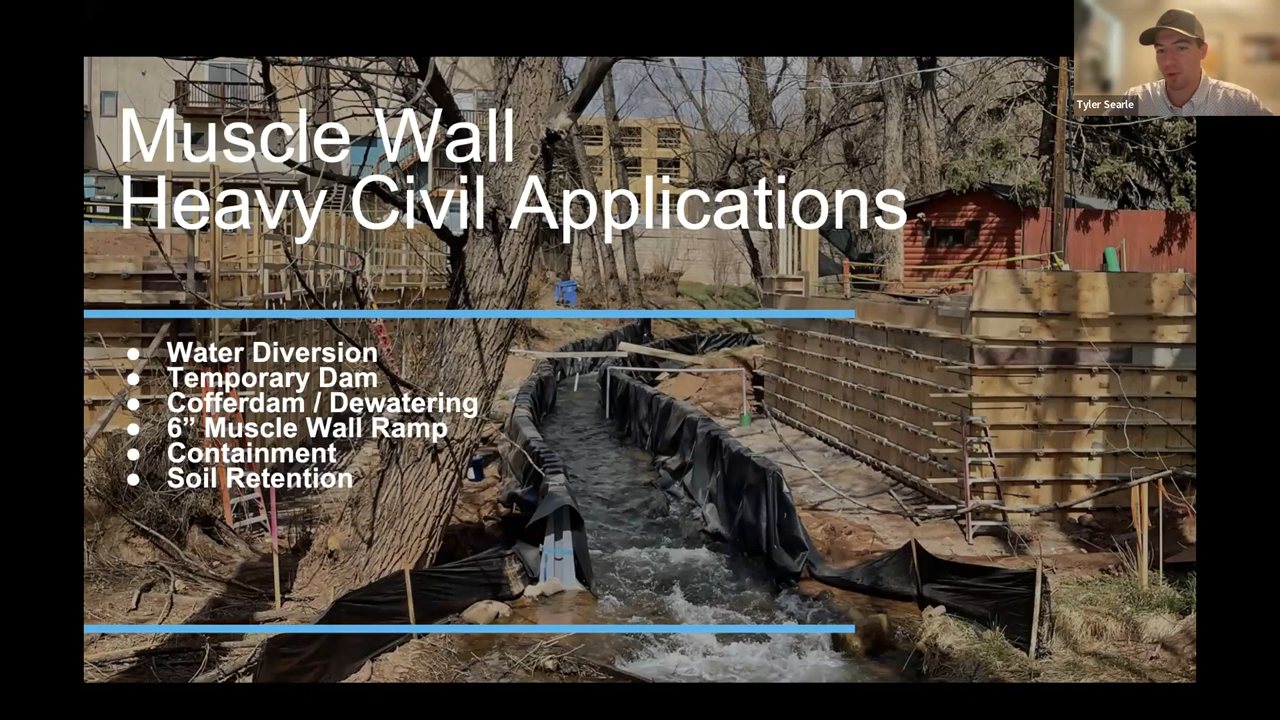 Muscle Wall
Heavy Civil Applications
● Water Diversion
● Temporary Dam
● Cofferdam / Dewatering
● 6” Muscle Wall Ramp
● Containment
● Soil Retention
Tyler Searle